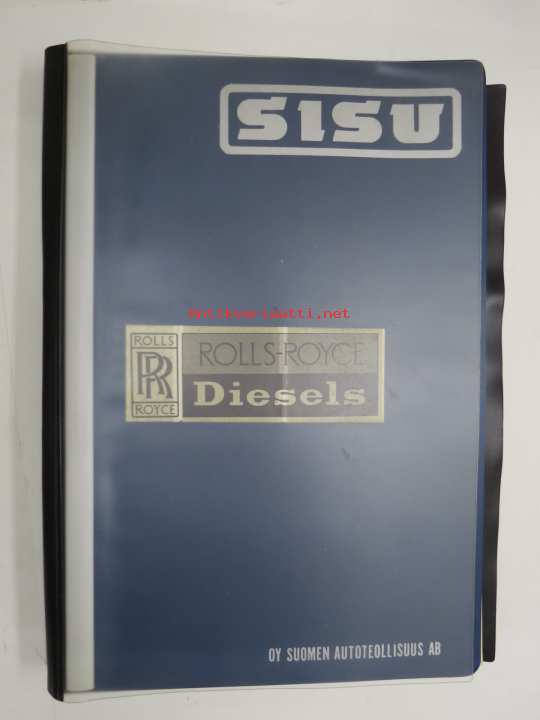 SISU
Antikvariaatti.net
ROLLS
RR
ROYCE
ROLLS-ROYCE
Diesels
OY SUOMEN AUTOTEOLLISUUS AB